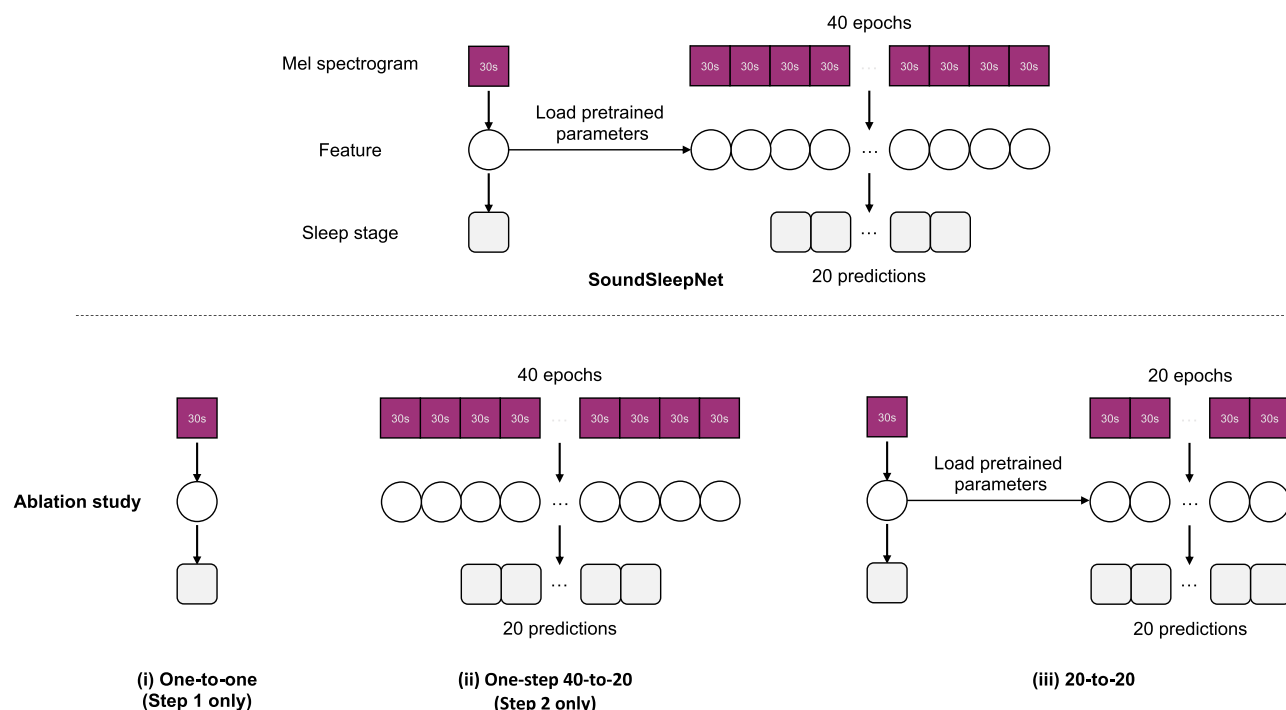 40 epochs
Mel spectrogram
30s
30s 30s 30s 30s ... 30s 30s 30s 30s
Load pretrained
parameters
Feature
...
Sleep stage
...
SoundSleepNet
20 predictions
40 epochs
20 epochs
30s
30s 30s 30s 30s ... 30s 30s 30s 30s
30s
30s 30s ... 30s 30s
Load pretrained
parameters
Ablation study
...
...
...
...
20 predictions
20 predictions
(i) One-to-one
(Step 1 only)
(ii) One-step 40-to-20
(Step 2 only)
(iii) 20-to-20